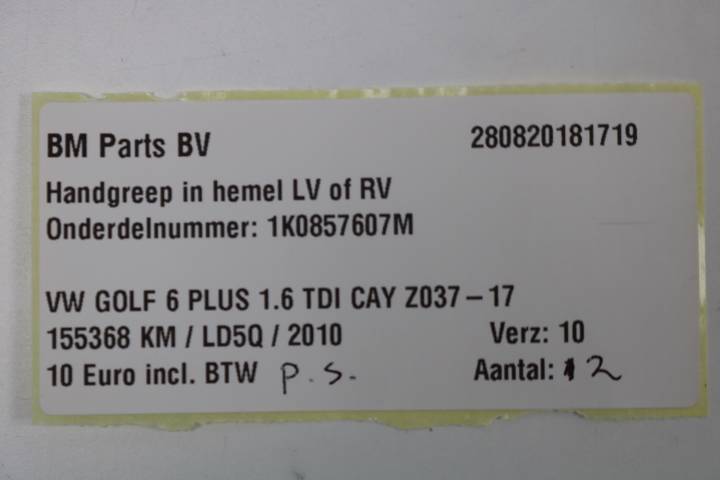 BM Parts BV 280820181719
Handgreep in hemel LV of RV
Onderdelnummer: 1K0857607M
VW GOLF 6 PLUS 1.6 TDI CAY Z037 – 17
155368 KM / LD5Q / 2010 Verz: 10
10 Euro incl. BTW p.s. Aantal: 1 2